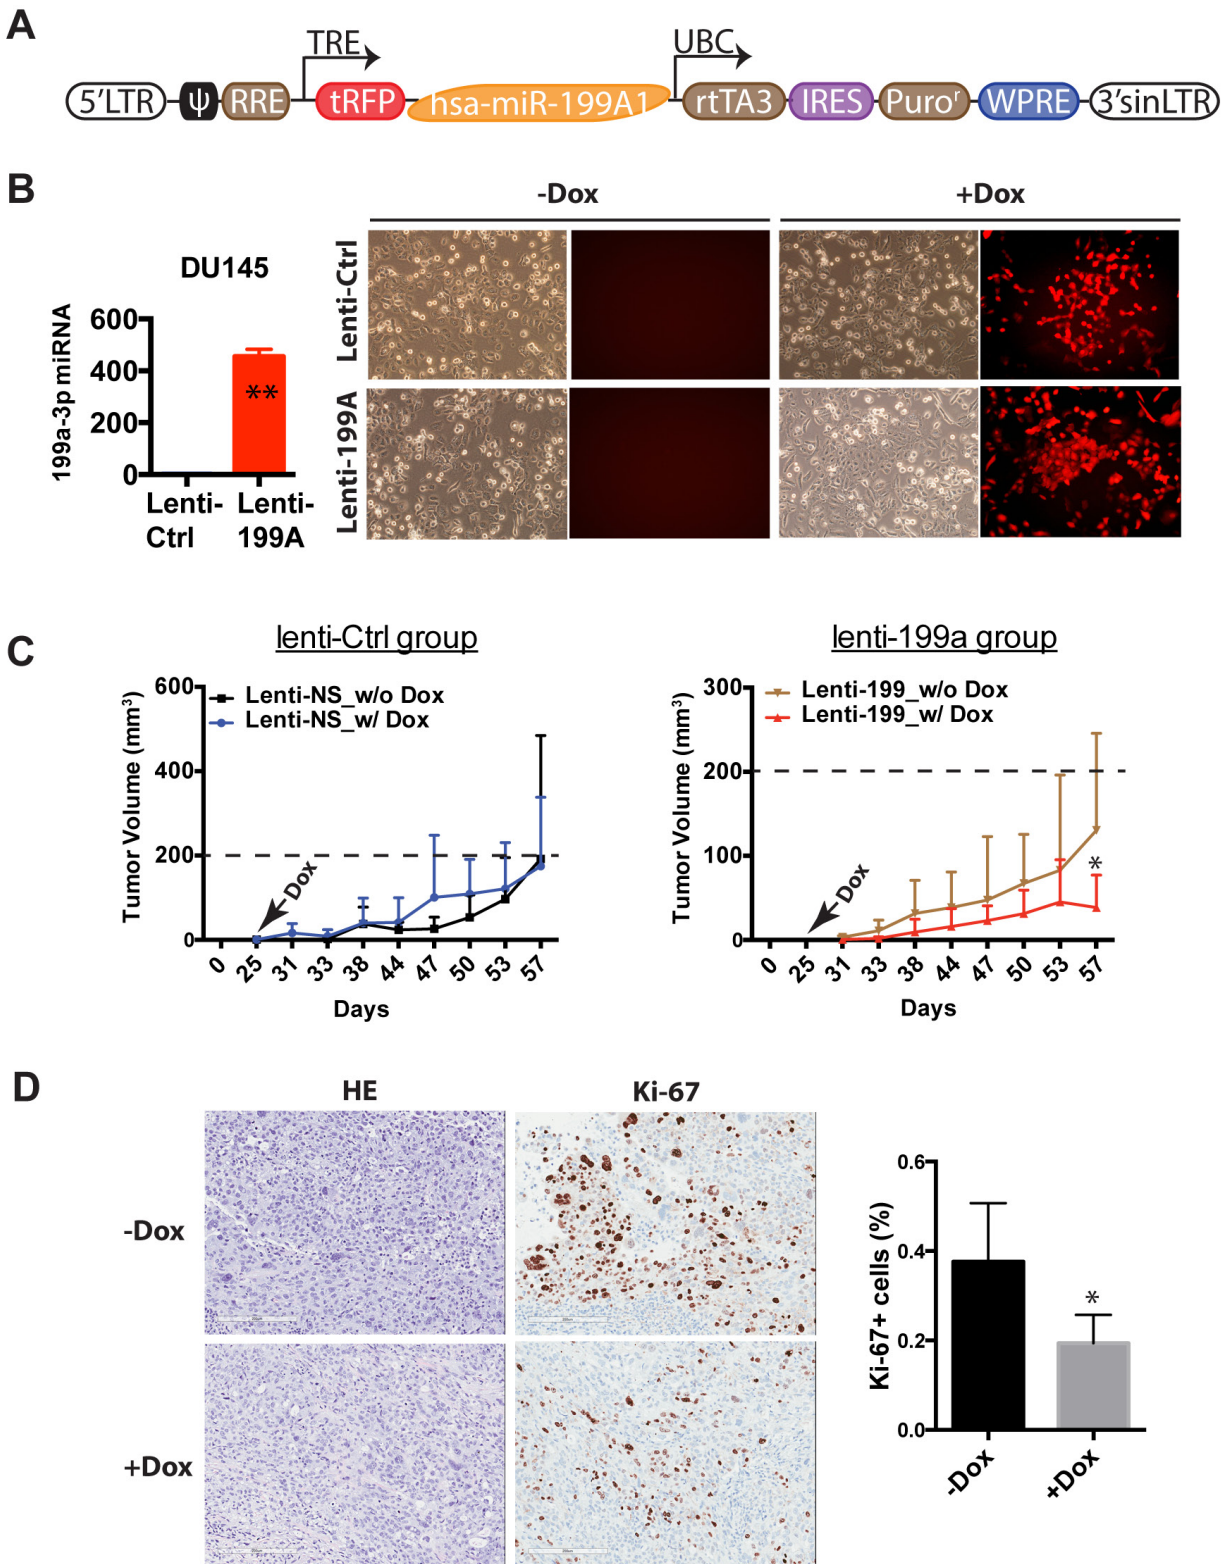 A
TRE
UBC
5'LTR
ψ
RRE
tRFP
hsa-miR-199A1
rtTA3
IRES
Puroʳ
WPRE
3'sinLTR
B
-Dox
+Dox
DU145
199a-3p miRNA
600
400
200
0
Lenti-
Ctrl
Lenti-
199A
**
Lenti-Ctrl
Lenti-199A
C
lenti-Ctrl group
Lenti-NS_w/o Dox
Lenti-NS_w/ Dox
Tumor Volume (mm³)
600
400
200
0
Dox
0 25 31 33 38 44 47 50 53 57
Days
lenti-199a group
Lenti-199_w/o Dox
Lenti-199_w/ Dox
Tumor Volume (mm³)
300
200
100
0
Dox
*
0 25 31 33 38 44 47 50 53 57
Days
D
HE
Ki-67
-Dox
+Dox
Ki-67+ cells (%)
0.6
0.4
0.2
0.0
*
-Dox
+Dox